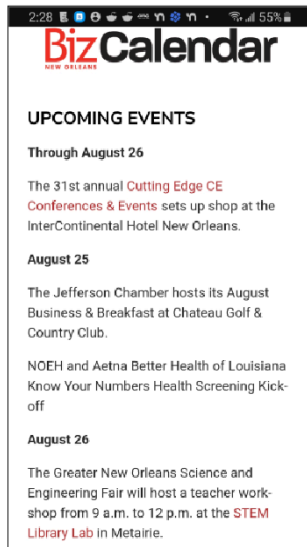 2:28
55%
Biz Calendar
NEW ORLEANS
UPCOMING EVENTS
Through August 26
The 31st annual Cutting Edge CE
Conferences & Events sets up shop at the
InterContinental Hotel New Orleans.
August 25
The Jefferson Chamber hosts its August
Business & Breakfast at Chateau Golf &
Country Club.
NOEH and Aetna Better Health of Louisiana
Know Your Numbers Health Screening Kick-
off
August 26
The Greater New Orleans Science and
Engineering Fair will host a teacher work-
shop from 9 a.m. to 12 p.m. at the STEM
Library Lab in Metairie.